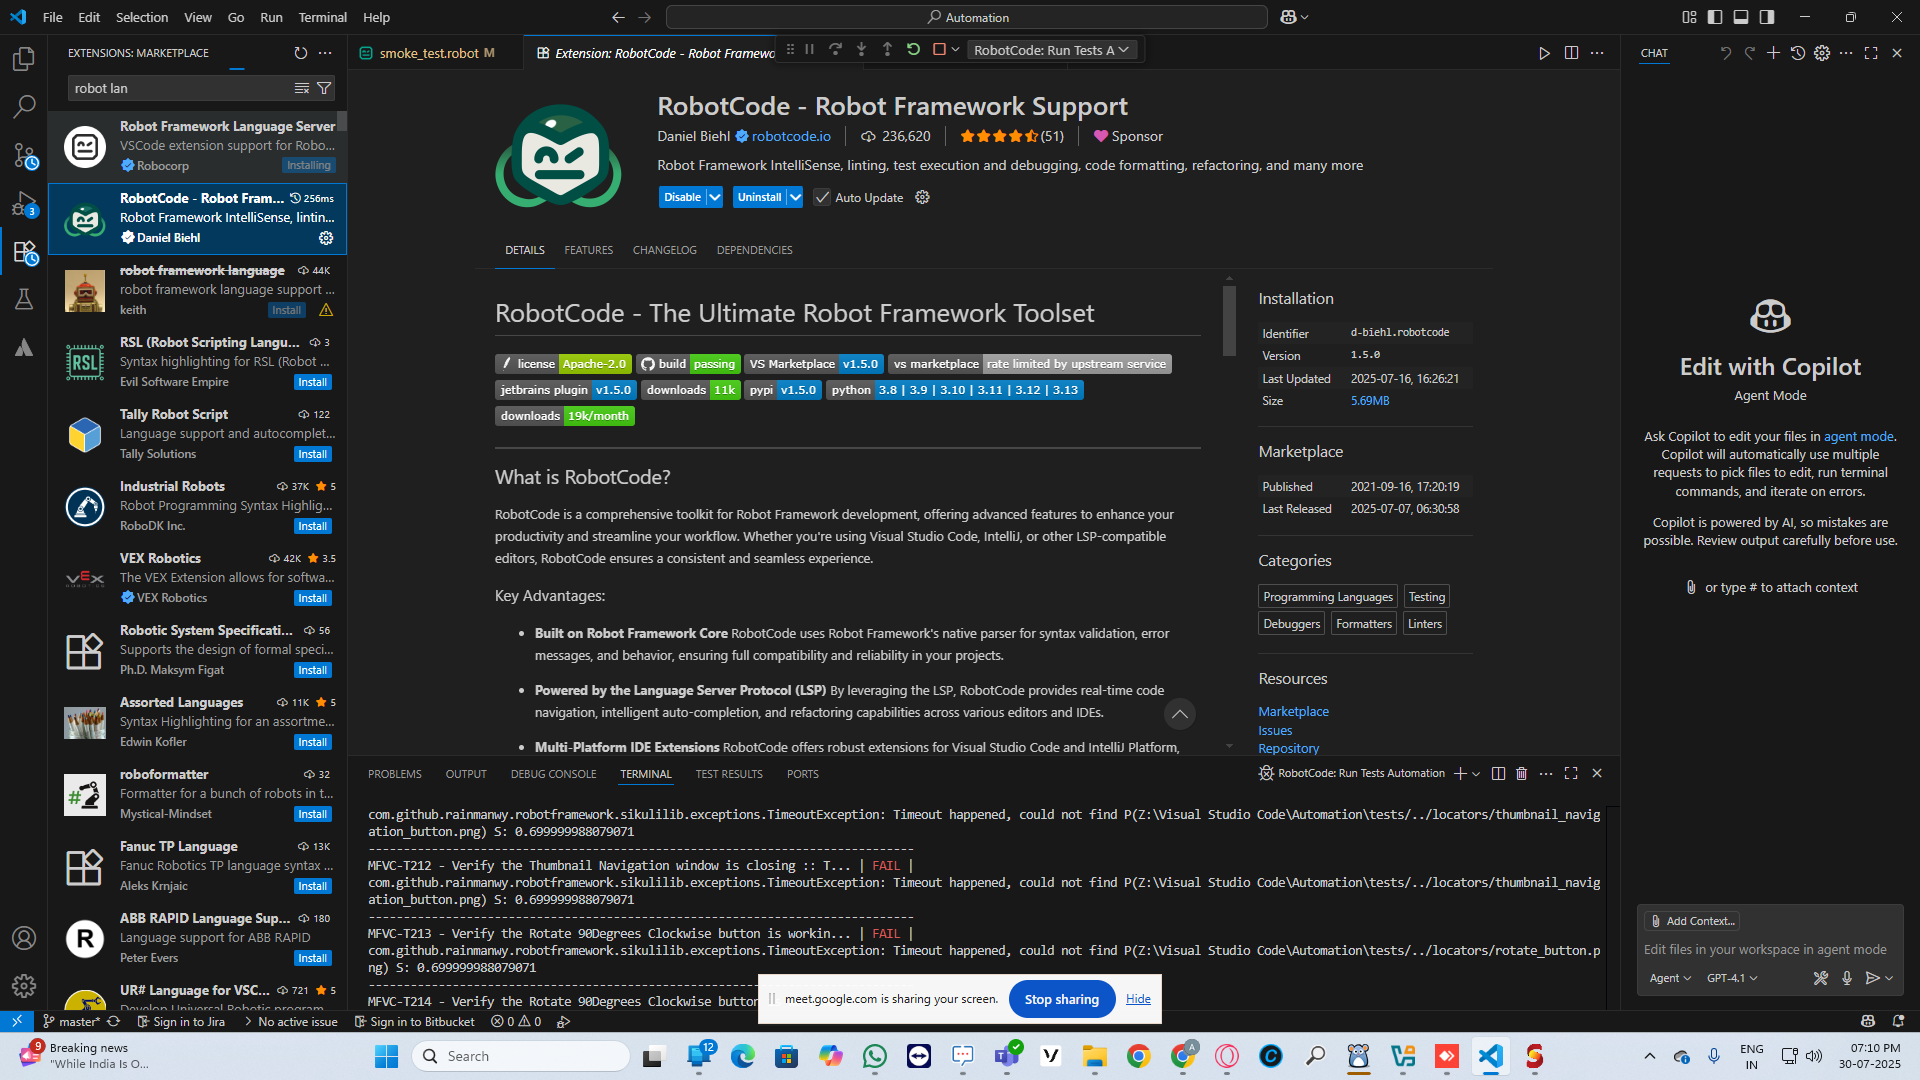 File Edit Selection View Go Run Terminal Help
Automation
EXTENSIONS: MARKETPLACE
robot lan
Robot Framework Language Server
VSCode extension support for Robo...
Robocorp Installing
RobotCode - Robot Fram... 256ms
Robot Framework IntelliSense, lintin...
Daniel Biehl
robot framework language 44K
robot framework language support ...
keith Install
RSL (Robot Scripting Langu... 3
Syntax highlighting for RSL (Robot ...
Evil Software Empire Install
Tally Robot Script 122
Language support and autocomplet...
Tally Solutions Install
Industrial Robots 37K 5
Robot Programming Syntax Highlig...
RoboDK Inc. Install
VEX Robotics 42K 3.5
The VEX Extension allows for softwa...
VEX Robotics Install
Robotic System Specificati... 56
Supports the design of formal speci...
Ph.D. Maksym Figat Install
Assorted Languages 11K 5
Syntax Highlighting for an assortme...
Edwin Kofler Install
roboformatter 32
Formatter for a bunch of robots in t...
Mystical-Mindset Install
Fanuc TP Language 13K
Fanuc Robotics TP language syntax ...
Aleks Krnjaic Install
ABB RAPID Language Sup... 180
Language support for ABB RAPID
Peter Evers Install
UR# Language for VSC... 721 5
Develop Universal Robotic program
smoke_test.robot M
Extension: RobotCode - Robot Framewo
RobotCode: Run Tests A
RobotCode - Robot Framework Support
Daniel Biehl robotcode.io 236,620 (51) Sponsor
Robot Framework IntelliSense, linting, test execution and debugging, code formatting, refactoring, and many more
Disable Uninstall Auto Update
DETAILS FEATURES CHANGELOG DEPENDENCIES
RobotCode - The Ultimate Robot Framework Toolset
license Apache-2.0 build passing VS Marketplace v1.5.0 vs marketplace rate limited by upstream service
jetbrains plugin v1.5.0 downloads 11k pypi v1.5.0 python 3.8 | 3.9 | 3.10 | 3.11 | 3.12 | 3.13
downloads 19k/month
What is RobotCode?
RobotCode is a comprehensive toolkit for Robot Framework development, offering advanced features to enhance your
productivity and streamline your workflow. Whether you're using Visual Studio Code, IntelliJ, or other LSP-compatible
editors, RobotCode ensures a consistent and seamless experience.
Key Advantages:
• Built on Robot Framework Core RobotCode uses Robot Framework's native parser for syntax validation, error
messages, and behavior, ensuring full compatibility and reliability in your projects.
• Powered by the Language Server Protocol (LSP) By leveraging the LSP, RobotCode provides real-time code
navigation, intelligent auto-completion, and refactoring capabilities across various editors and IDEs.
• Multi-Platform IDE Extensions RobotCode offers robust extensions for Visual Studio Code and IntelliJ Platform,
Installation
Identifier d-biehl.robotcode
Version 1.5.0
Last Updated 2025-07-16, 16:26:21
Size 5.69MB
Marketplace
Published 2021-09-16, 17:20:19
Last Released 2025-07-07, 06:30:58
Categories
Programming Languages Testing
Debuggers Formatters Linters
Resources
Marketplace
Issues
Repository
PROBLEMS OUTPUT DEBUG CONSOLE TERMINAL TEST RESULTS PORTS
RobotCode: Run Tests Automation
com.github.rainmanwy.robotframework.sikulilib.exceptions.TimeoutException: Timeout happened, could not find P(Z:\Visual Studio Code\Automation\tests/../locators/thumbnail_navig
ation_button.png) S: 0.699999988079071
------------------------------------------------------------------------------
MFVC-T212 - Verify the Thumbnail Navigation window is closing :: T... | FAIL |
com.github.rainmanwy.robotframework.sikulilib.exceptions.TimeoutException: Timeout happened, could not find P(Z:\Visual Studio Code\Automation\tests/../locators/thumbnail_navig
ation_button.png) S: 0.699999988079071
------------------------------------------------------------------------------
MFVC-T213 - Verify the Rotate 90Degrees Clockwise button is workin... | FAIL |
com.github.rainmanwy.robotframework.sikulilib.exceptions.TimeoutException: Timeout happened, could not find P(Z:\Visual Studio Code\Automation\tests/../locators/rotate_button.p
ng) S: 0.699999988079071
------------------------------------------------------------------------------
MFVC-T214 - Verify the Rotate 90Degrees Clockwise button
meet.google.com is sharing your screen. Stop sharing Hide
CHAT
Edit with Copilot
Agent Mode
Ask Copilot to edit your files in agent mode.
Copilot will automatically use multiple
requests to pick files to edit, run terminal
commands, and iterate on errors.
Copilot is powered by AI, so mistakes are
possible. Review output carefully before use.
or type # to attach context
Add Context...
Edit files in your workspace in agent mode
Agent GPT-4.1
master* Sign in to Jira No active issue Sign in to Bitbucket 0 0
9 Breaking news
"While India Is O...
Search
12
ENG
IN
07:10 PM
30-07-2025